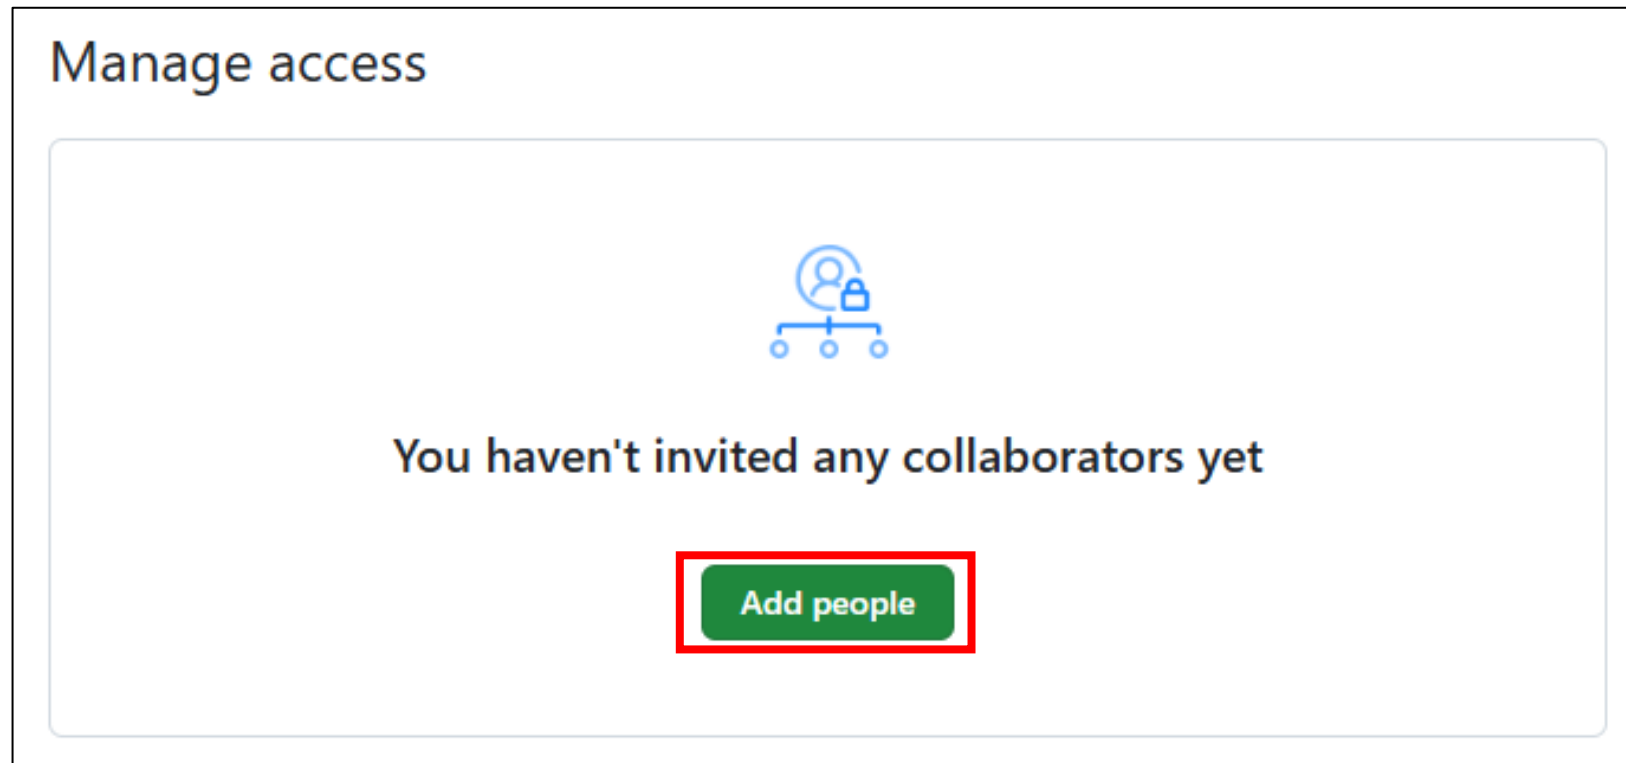 Manage access
You haven't invited any collaborators yet
Add people